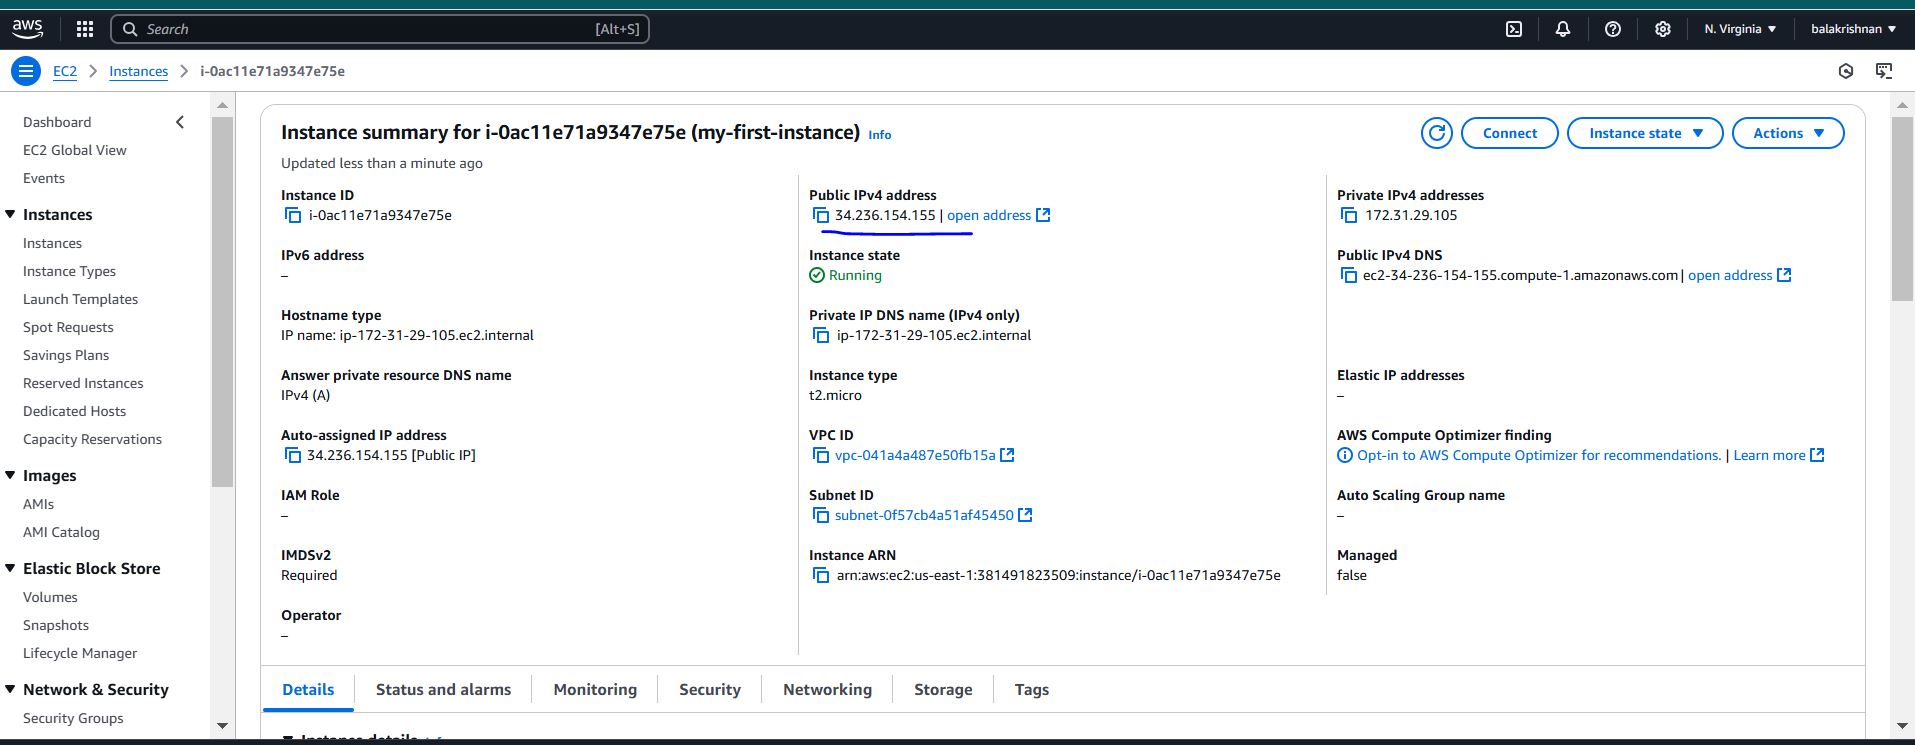 aws
Search [Alt+S]
N. Virginia ▼ balakrishnan ▼
EC2 > Instances > i-0ac11e71a9347e75e
Dashboard
EC2 Global View
Events
Instances
Instances
Instance Types
Launch Templates
Spot Requests
Savings Plans
Reserved Instances
Dedicated Hosts
Capacity Reservations
Images
AMIs
AMI Catalog
Elastic Block Store
Volumes
Snapshots
Lifecycle Manager
Network & Security
Security Groups
Instance summary for i-0ac11e71a9347e75e (my-first-instance) Info
Connect Instance state ▼ Actions ▼
Updated less than a minute ago
Instance ID
i-0ac11e71a9347e75e
IPv6 address
–
Hostname type
IP name: ip-172-31-29-105.ec2.internal
Answer private resource DNS name
IPv4 (A)
Auto-assigned IP address
34.236.154.155 [Public IP]
IAM Role
–
IMDSv2
Required
Operator
–
Public IPv4 address
34.236.154.155 | open address
Instance state
Running
Private IP DNS name (IPv4 only)
ip-172-31-29-105.ec2.internal
Instance type
t2.micro
VPC ID
vpc-041a4a487e50fb15a
Subnet ID
subnet-0f57cb4a51af45450
Instance ARN
arn:aws:ec2:us-east-1:381491823509:instance/i-0ac11e71a9347e75e
Private IPv4 addresses
172.31.29.105
Public IPv4 DNS
ec2-34-236-154-155.compute-1.amazonaws.com | open address
Elastic IP addresses
–
AWS Compute Optimizer finding
Opt-in to AWS Compute Optimizer for recommendations. | Learn more
Auto Scaling Group name
–
Managed
false
Details Status and alarms Monitoring Security Networking Storage Tags
Instance details